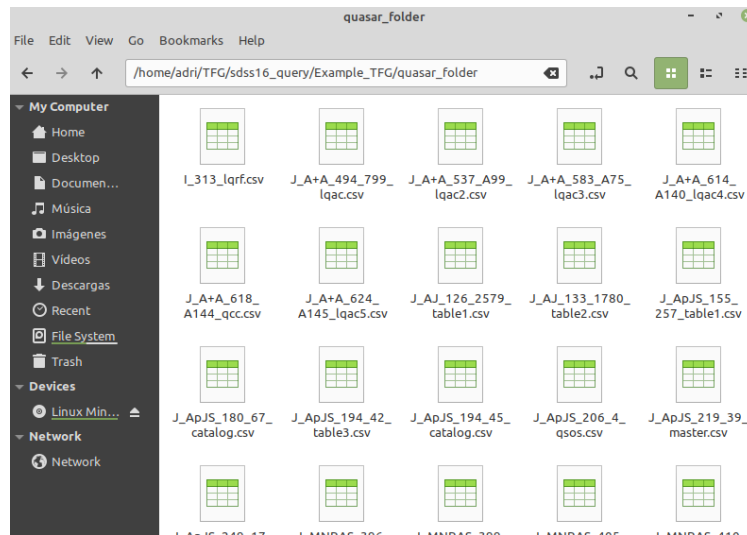 quasar_folder
File Edit View Go Bookmarks Help
/home/adri/TFG/sdss16_query/Example_TFG/quasar_folder
My Computer
Home
Desktop
Documen...
Música
Imágenes
Vídeos
Descargas
Recent
File System
Trash
Devices
Linux Min...
Network
Network
I_313_lqrf.csv
J_A+A_494_799_
lqac.csv
J_A+A_537_A99_
lqac2.csv
J_A+A_583_A75_
lqac3.csv
J_A+A_614_
A140_lqac4.csv
J_A+A_618_
A144_qcc.csv
J_A+A_624_
A145_lqac5.csv
J_AJ_126_2579_
table1.csv
J_AJ_133_1780_
table2.csv
J_ApJS_155_
257_table1.csv
J_ApJS_180_67_
catalog.csv
J_ApJS_194_42_
table3.csv
J_ApJS_194_45_
catalog.csv
J_ApJS_206_4_
qsos.csv
J_ApJS_219_39_
master.csv